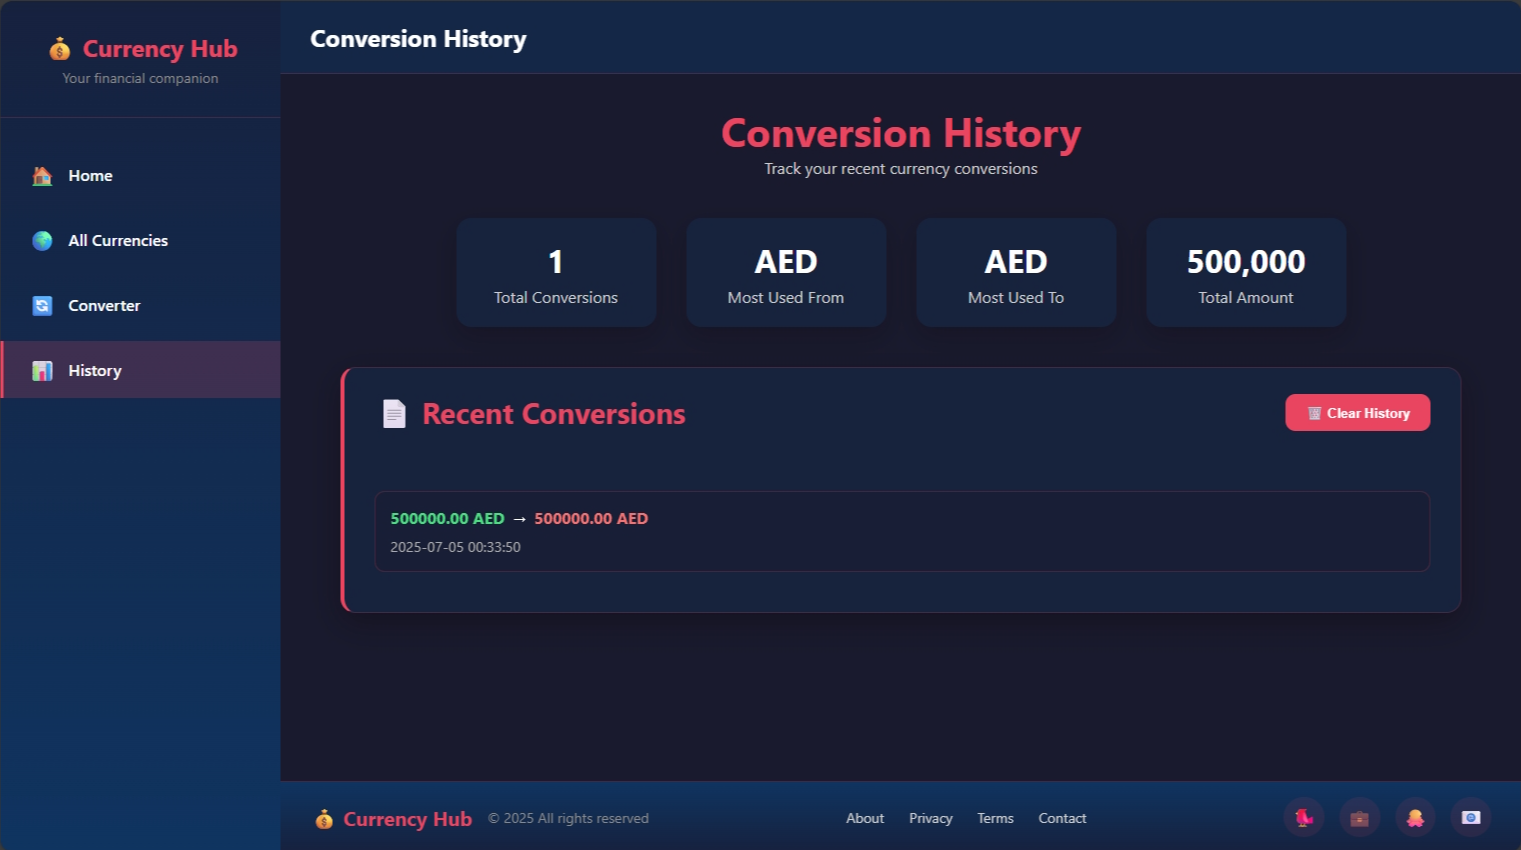 Currency Hub
Your financial companion
Home
All Currencies
Converter
History
Conversion History
Conversion History
Track your recent currency conversions
1
Total Conversions
AED
Most Used From
AED
Most Used To
500,000
Total Amount
Recent Conversions
Clear History
500000.00 AED → 500000.00 AED
2025-07-05 00:33:50
Currency Hub © 2025 All rights reserved
About Privacy Terms Contact